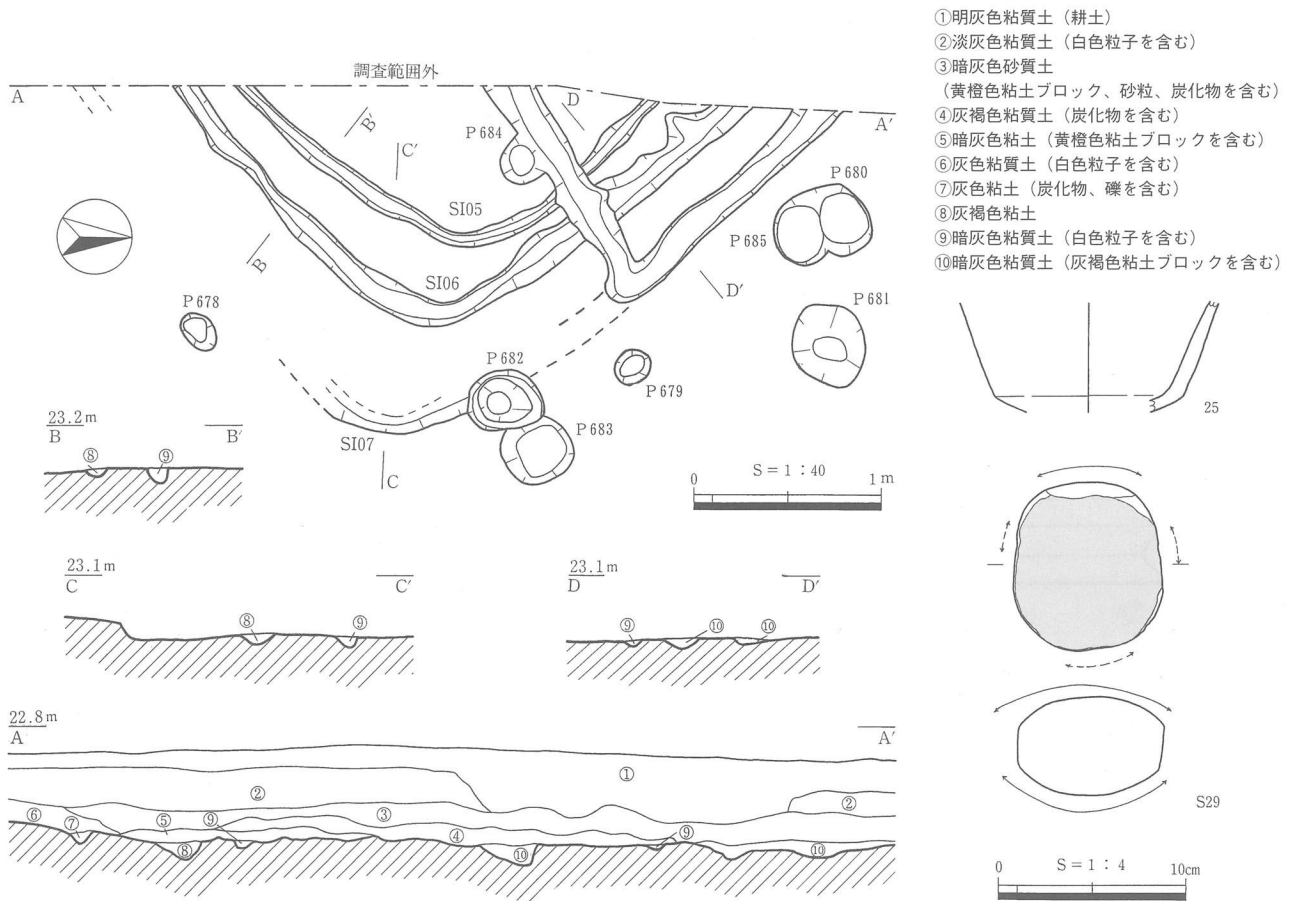 ①明灰色粘質土（耕土）
②淡灰色粘質土（白色粒子を含む）
③暗灰色砂質土
（黄橙色粘土ブロック、砂粒、炭化物を含む）
④灰褐色粘質土（炭化物を含む）
⑤暗灰色粘土（黄橙色粘土ブロックを含む）
⑥灰色粘質土（白色粒子を含む）
⑦灰色粘土（炭化物、礫を含む）
⑧灰褐色粘土
⑨暗灰色粘質土（白色粒子を含む）
⑩暗灰色粘質土（灰褐色粘土ブロックを含む）
調査範囲外
A
D
A′
B′
C′
P684
P680
SI05
P685
B
SI06
D′
P678
P681
P682
P679
P683
SI07
C
S=1:40
0
1m
23.2m
B
B′
⑧
⑨
23.1m
C
C′
⑧
⑨
23.1m
D
D′
⑨
⑩
⑩
22.8m
A
A′
①
②
②
③
⑥
⑦
⑤
⑨
④
⑨
⑧
⑩
⑩
25
S29
S=1:4
0
10cm